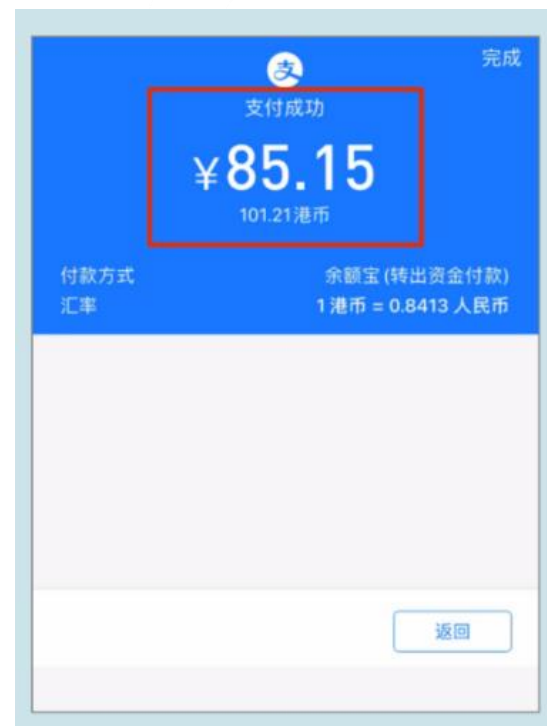 完成
支
支付成功
¥85.15
101.21港币
付款方式 余额宝(转出资金付款)
汇率 1港币 = 0.8413 人民币
返回